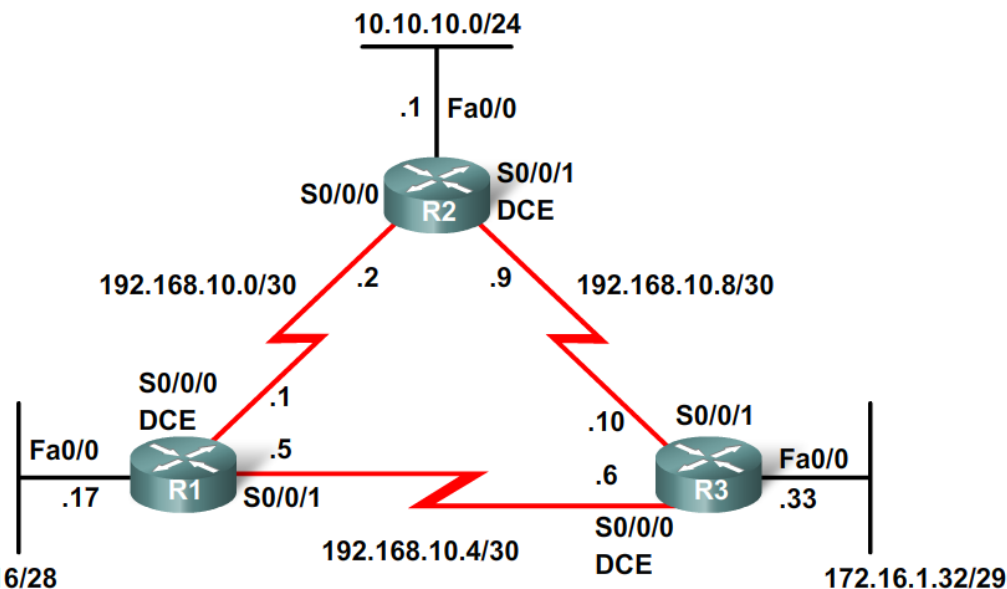 10.10.10.0/24
.1
Fa0/0
S0/0/0
S0/0/1
DCE
R2
192.168.10.0/30
.2
.9
192.168.10.8/30
S0/0/0
DCE
.1
.10
S0/0/1
Fa0/0
.17
R1
.5
S0/0/1
.6
R3
Fa0/0
.33
S0/0/0
DCE
192.168.10.4/30
6/28
172.16.1.32/29